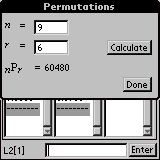 Permutations
n = 9
r = 6
Calculate
nPr = 60480
Done
L2[1]
Enter